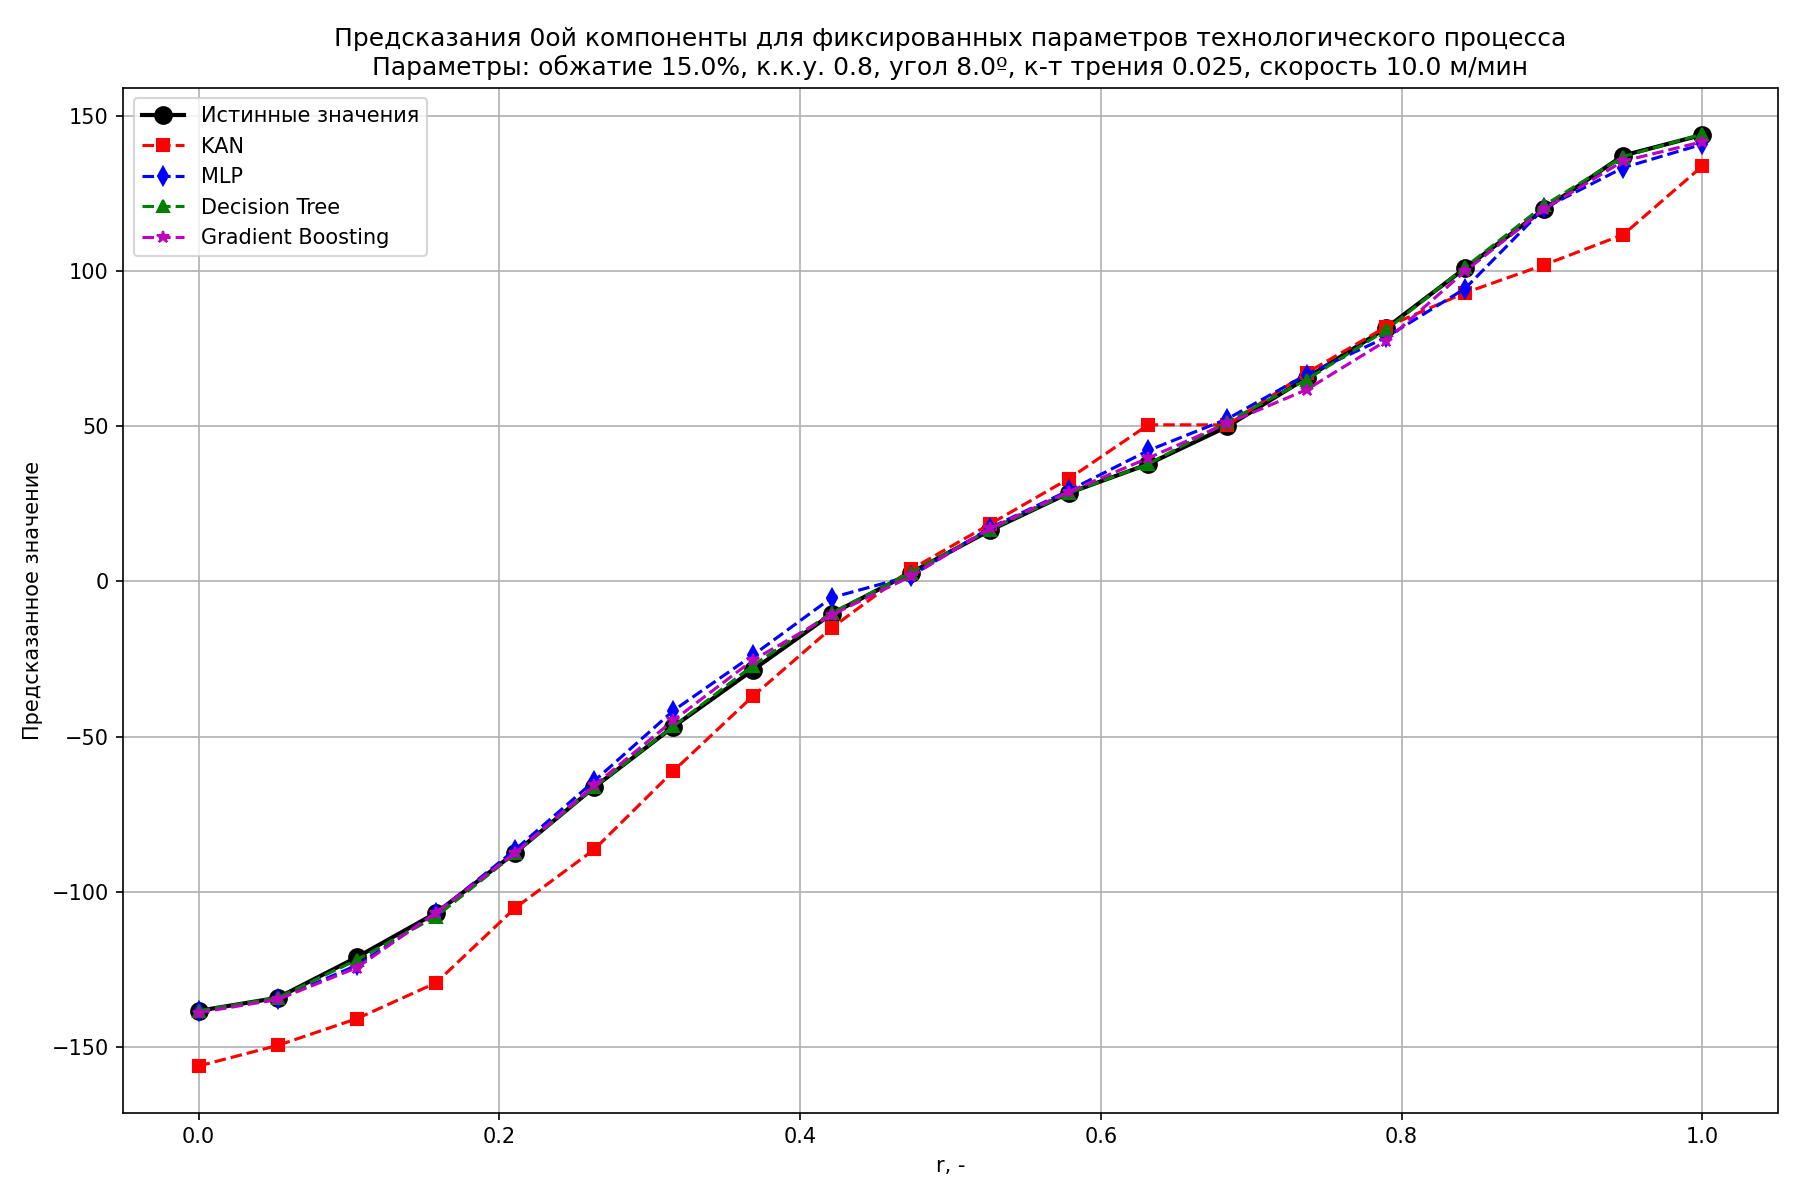 Предсказания 0ой компоненты для фиксированных параметров технологического процесса
Параметры: обжатие 15.0%, к.к.у. 0.8, угол 8.0º, к-т трения 0.025, скорость 10.0 м/мин
Истинные значения
KAN
MLP
Decision Tree
Gradient Boosting
Предсказанное значение
150
100
50
0
−50
−100
−150
0.0
0.2
0.4
0.6
0.8
1.0
r, -